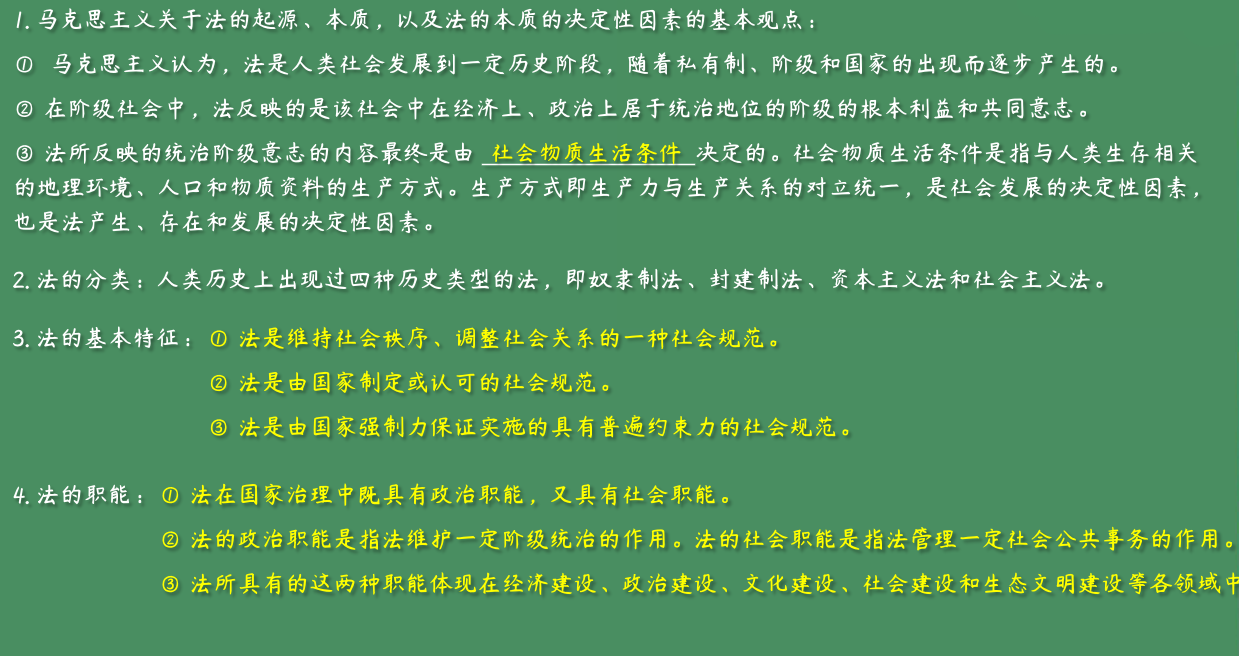 1. 马克思主义关于法的起源、本质，以及法的本质的决定性因素的基本观点：
① 马克思主义认为，法是人类社会发展到一定历史阶段，随着私有制、阶级和国家的出现而逐步产生的。
② 在阶级社会中，法反映的是该社会中在经济上、政治上居于统治地位的阶级的根本利益和共同意志。
③ 法所反映的统治阶级意志的内容最终是由 社会物质生活条件 决定的。社会物质生活条件是指与人类生存相关
的地理环境、人口和物质资料的生产方式。生产方式即生产力与生产关系的对立统一，是社会发展的决定性因素，
也是法产生、存在和发展的决定性因素。
2. 法的分类：人类历史上出现过四种历史类型的法，即奴隶制法、封建制法、资本主义法和社会主义法。
3. 法的基本特征：① 法是维持社会秩序、调整社会关系的一种社会规范。
② 法是由国家制定或认可的社会规范。
③ 法是由国家强制力保证实施的具有普遍约束力的社会规范。
4. 法的职能：① 法在国家治理中既具有政治职能，又具有社会职能。
② 法的政治职能是指法维护一定阶级统治的作用。法的社会职能是指法管理一定社会公共事务的作用。
③ 法所具有的这两种职能体现在经济建设、政治建设、文化建设、社会建设和生态文明建设等各领域中